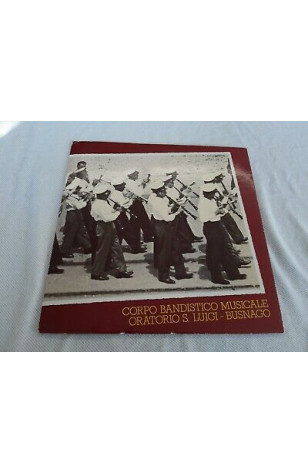 CORPO BANDISTICO MUSICALE
ORATORIO S. LUIGI - BUSNAGO